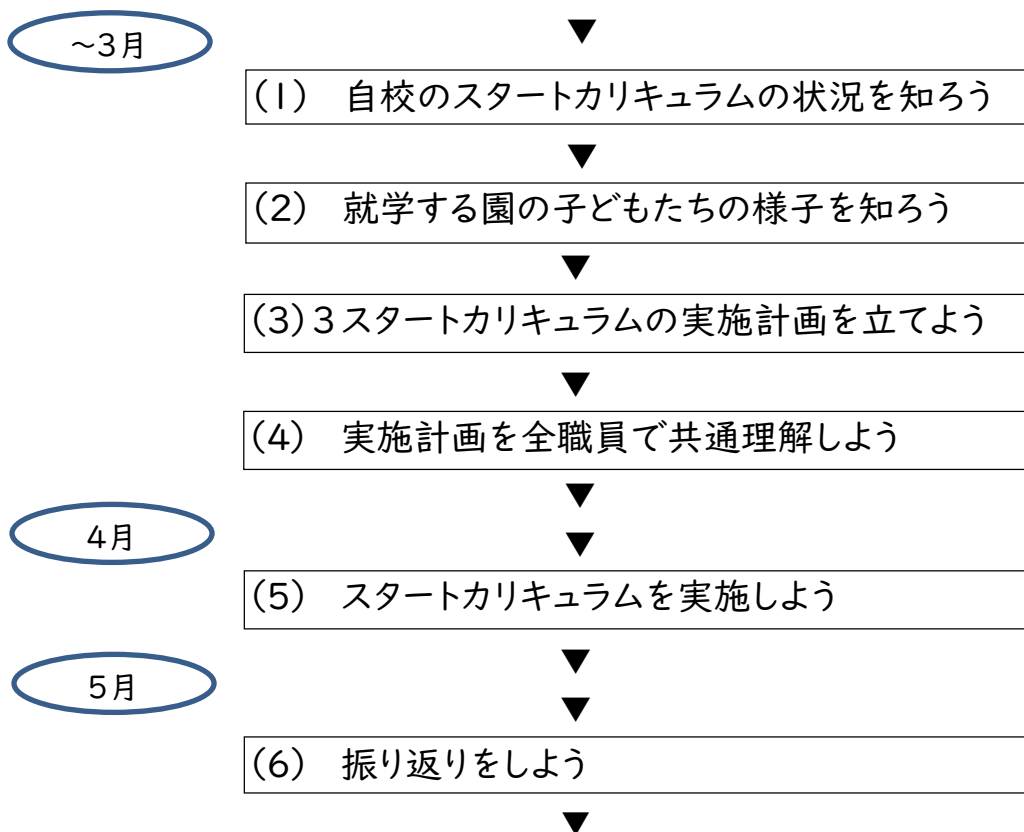 ～3月
▼
(1) 自校のスタートカリキュラムの状況を知ろう
▼
(2) 就学する園の子どもたちの様子を知ろう
▼
(3)3スタートカリキュラムの実施計画を立てよう
▼
(4) 実施計画を全職員で共通理解しよう
▼
4月
▼
(5) スタートカリキュラムを実施しよう
▼
5月
▼
(6) 振り返りをしよう
▼